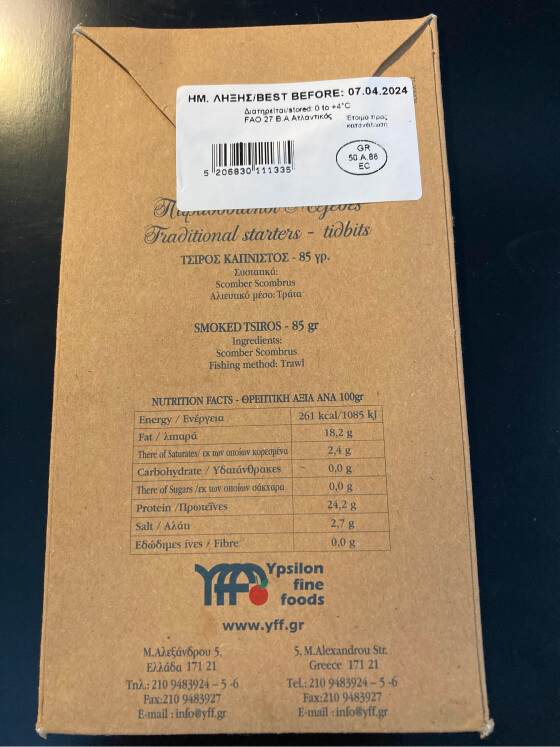 ΗΜ. ΛΗΞΗΣ/BEST BEFORE: 07.04.2024
Διατηρείται/stored: 0 to +4°C
FAO 27 Β.Α Ατλαντικός
Έτοιμο προς
κατανάλωση
GR
50.A.86
EC
5 206830 111335
Παραδοσιακοί Μεζέδες
Traditional starters - tidbits
ΤΣΙΡΟΣ ΚΑΠΝΙΣΤΟΣ - 85 γρ.
Συστατικά:
Scomber Scombrus
Αλιευτικό μέσο: Τράτα
SMOKED TSIROS - 85 gr
Ingredients:
Scomber Scombrus
Fishing method: Trawl
NUTRITION FACTS - ΘΡΕΠΤΙΚΗ ΑΞΙΑ ΑΝΑ 100gr
Energy / Ενέργεια 261 kcal/1085 kj
Fat / λιπαρά 18,2 g
There of Saturates/ εκ των οποίων κορεσμένα 2,4 g
Carbohydrate / Υδατάνθρακες 0,0 g
There of Sugars /εκ των οποίων σάκχαρα 0,0 g
Protein /Πρωτεΐνες 24,2 g
Salt / Αλάτι 2,7 g
Εδώδιμες ίνες / Fibre 0,0 g
YFF Ypsilon
fine
foods
www.yff.gr
Μ.Αλεξάνδρου 5, 5, M.Alexandrou Str.
Ελλάδα 171 21 Greece 171 21
Τηλ.: 210 9483924 – 5 -6 Tel.: 210 9483924 – 5 -6
Fax:210 9483927 Fax:210 9483927
E-mail : info@yff.gr E-mail : info@yff.gr